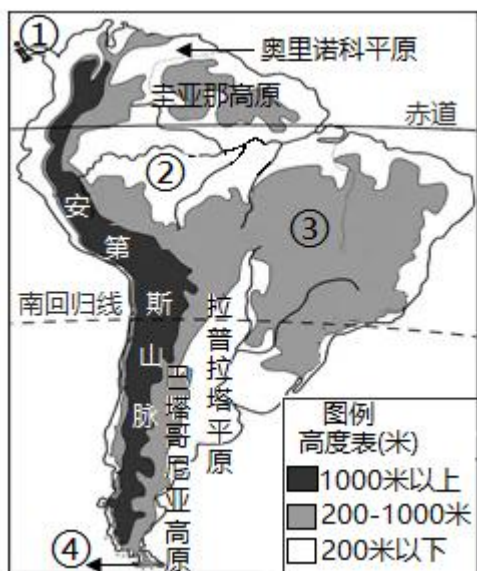 ①
奥里诺科平原
圭亚那高原
赤道
②
③
安第斯山脉
南回归线
拉普拉塔平原
巴塔哥尼亚高原
④
图例
高度表(米)
1000米以上
200-1000米
200米以下